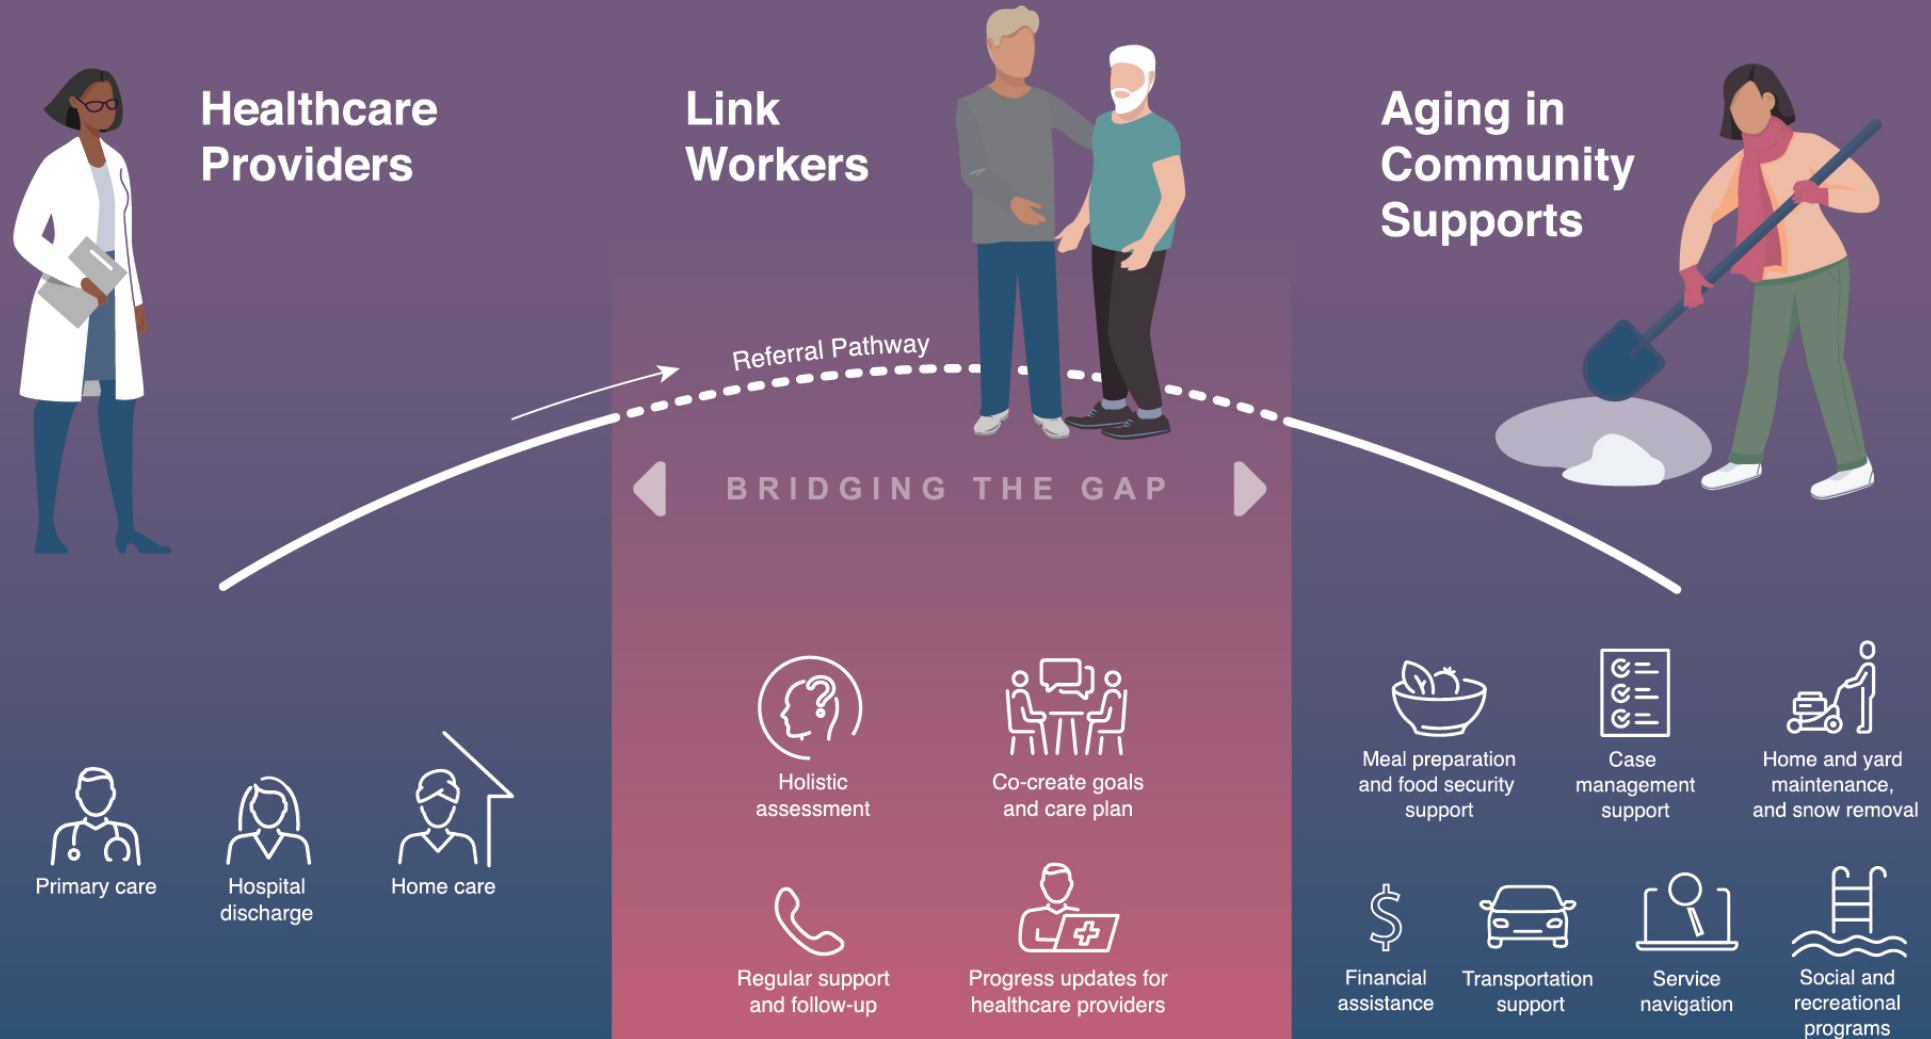 Healthcare
Providers
Link
Workers
Aging in
Community
Supports
Referral Pathway
BRIDGING THE GAP
Primary care
Hospital
discharge
Home care
Holistic
assessment
Co-create goals
and care plan
Regular support
and follow-up
Progress updates for
healthcare providers
Meal preparation
and food security
support
Case
management
support
Home and yard
maintenance,
and snow removal
Financial
assistance
Transportation
support
Service
navigation
Social and
recreational
programs